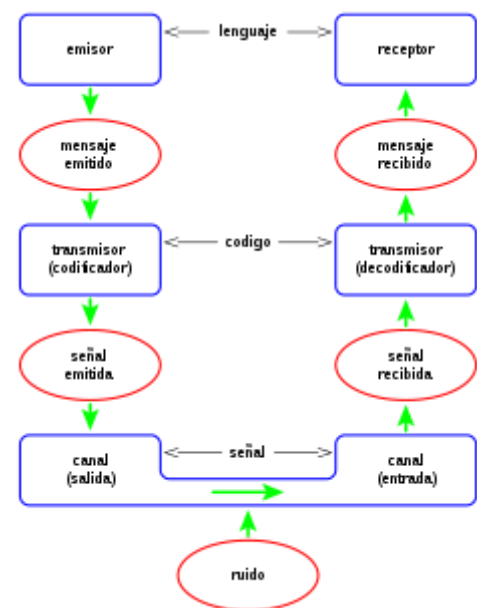 emisor
lenguaje
receptor
mensaje
emitido
mensaje
recibido
transmisor
(codificador)
codigo
transmisor
(decodificador)
señal
emitida
señal
recibida
canal
(salida)
señal
canal
(entrada)
ruido